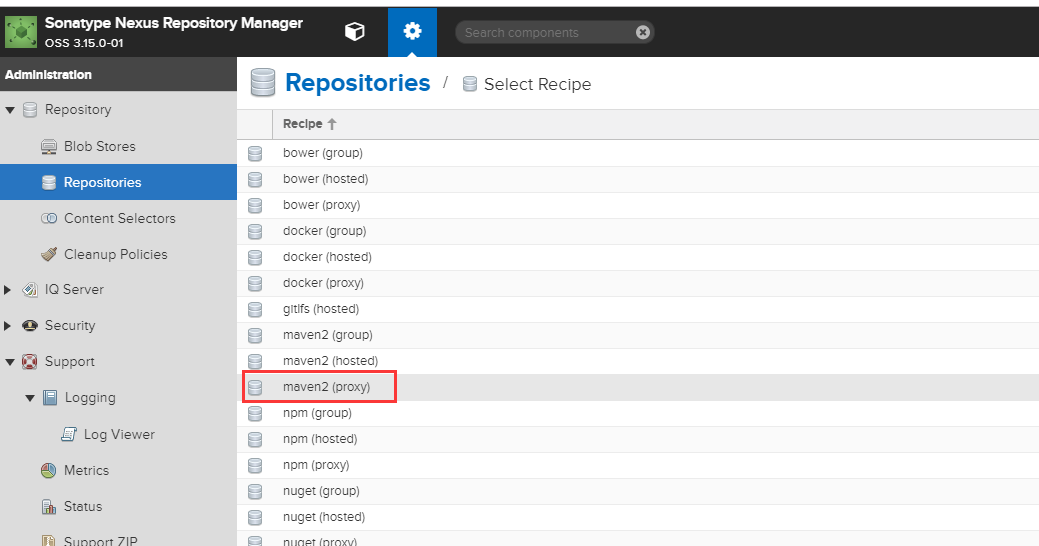 Sonatype Nexus Repository Manager
OSS 3.15.0-01
Search components
Administration
Repository
Blob Stores
Repositories
Content Selectors
Cleanup Policies
IQ Server
Security
Support
Logging
Log Viewer
Metrics
Status
Support ZIP
Repositories / Select Recipe
Recipe
bower (group)
bower (hosted)
bower (proxy)
docker (group)
docker (hosted)
docker (proxy)
gitlfs (hosted)
maven2 (group)
maven2 (hosted)
maven2 (proxy)
npm (group)
npm (hosted)
npm (proxy)
nuget (group)
nuget (hosted)
nuget (proxy)